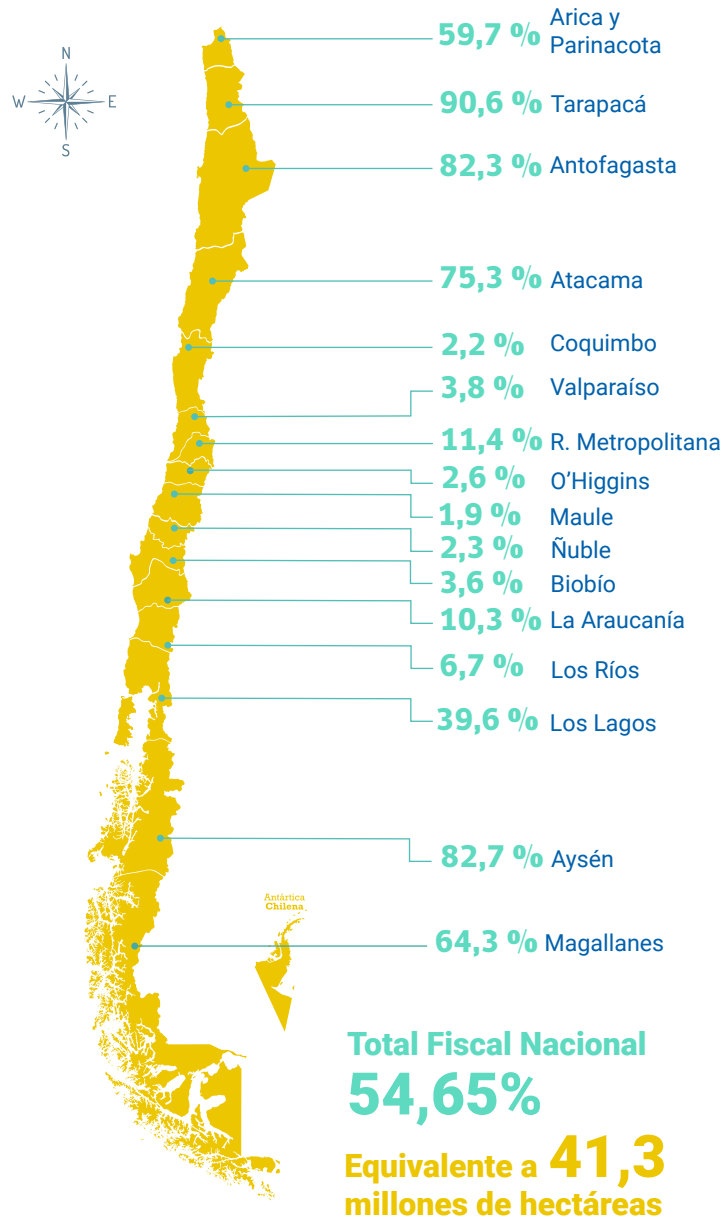 N
W E
S
59,7 % Arica y
Parinacota
90,6 % Tarapacá
82,3 % Antofagasta
75,3 % Atacama
2,2 % Coquimbo
3,8 % Valparaíso
11,4 % R. Metropolitana
2,6 % O’Higgins
1,9 % Maule
2,3 % Ñuble
3,6 % Biobío
10,3 % La Araucanía
6,7 % Los Ríos
39,6 % Los Lagos
82,7 % Aysén
Antártica
Chilena
64,3 % Magallanes
Total Fiscal Nacional
54,65%
Equivalente a 41,3
millones de hectáreas